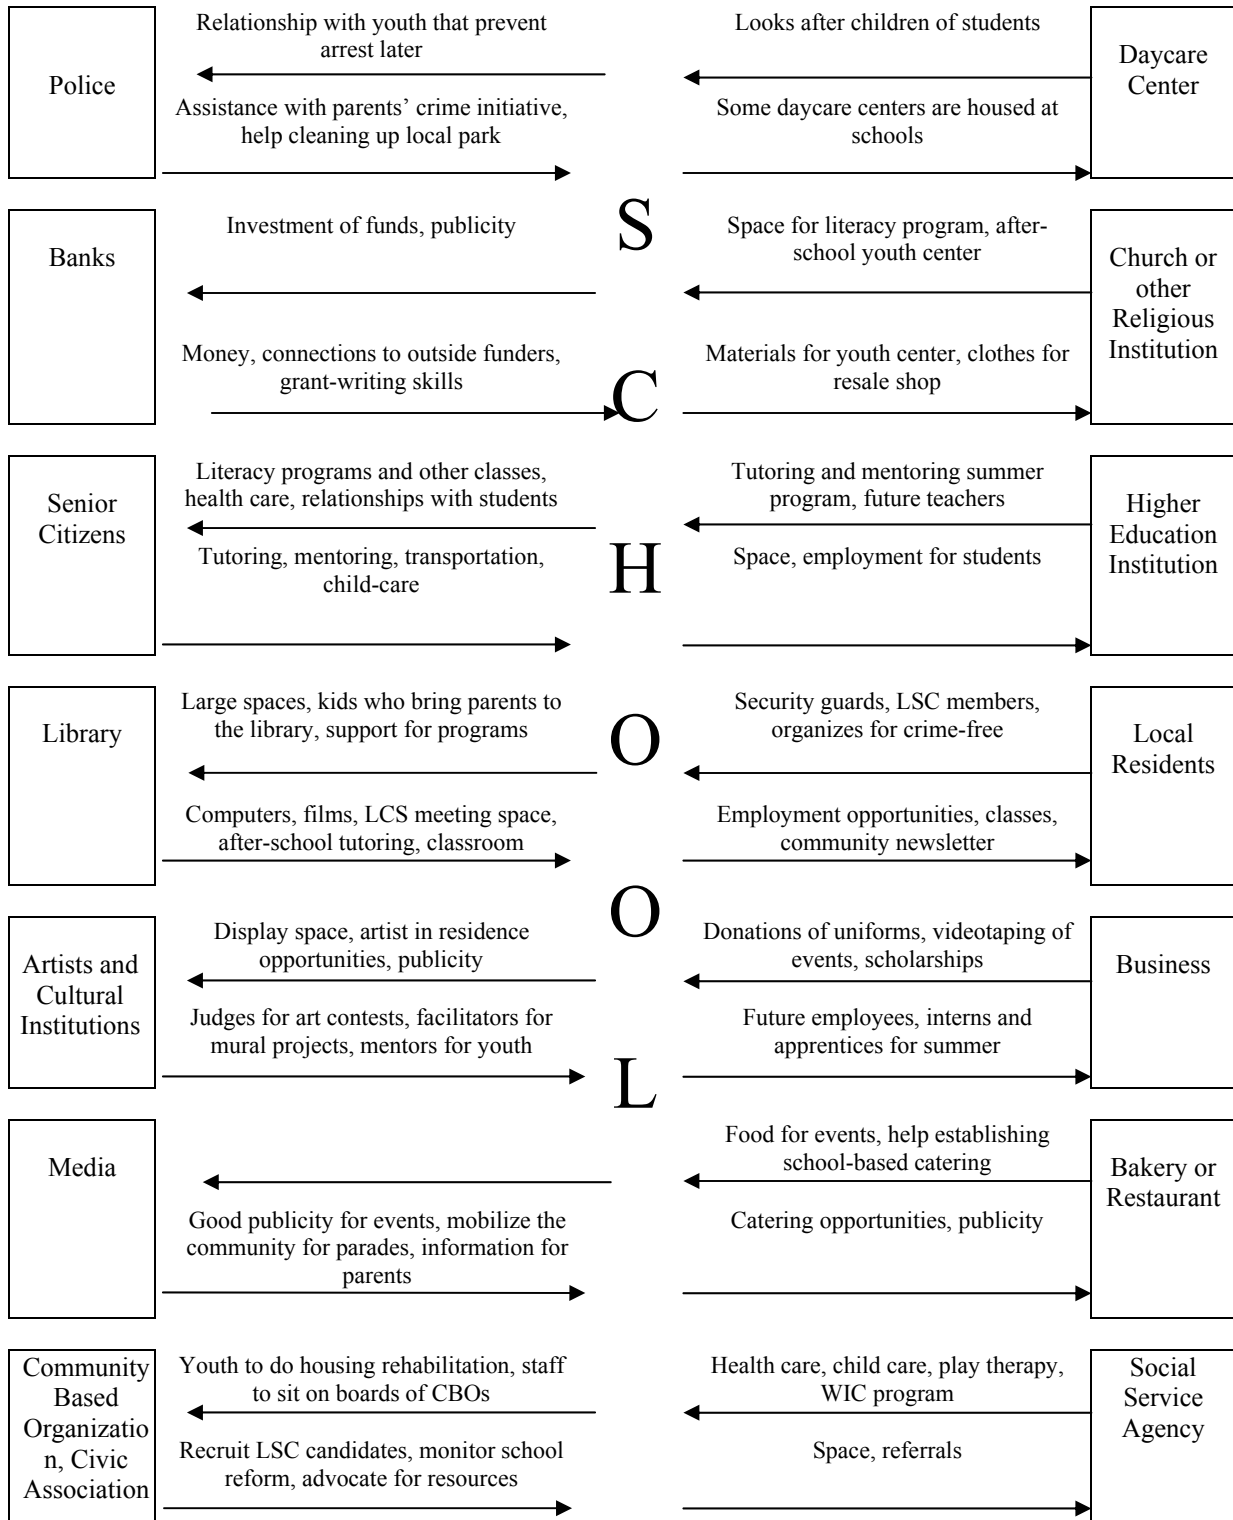 Relationship with youth that prevent
arrest later
Looks after children of students
Police
Daycare
Center
Assistance with parents’ crime initiative,
help cleaning up local park
Some daycare centers are housed at
schools
S
Banks
Investment of funds, publicity
Space for literacy program, after-
school youth center
Church or
other
Religious
Institution
Money, connections to outside funders,
grant-writing skills
Materials for youth center, clothes for
resale shop
C
Senior
Citizens
Literacy programs and other classes,
health care, relationships with students
Tutoring and mentoring summer
program, future teachers
Higher
Education
Institution
Tutoring, mentoring, transportation,
child-care
Space, employment for students
H
Library
Large spaces, kids who bring parents to
the library, support for programs
Security guards, LSC members,
organizes for crime-free
Local
Residents
O
Computers, films, LCS meeting space,
after-school tutoring, classroom
Employment opportunities, classes,
community newsletter
O
Artists and
Cultural
Institutions
Display space, artist in residence
opportunities, publicity
Donations of uniforms, videotaping of
events, scholarships
Business
Judges for art contests, facilitators for
mural projects, mentors for youth
Future employees, interns and
apprentices for summer
L
Media
Food for events, help establishing
school-based catering
Bakery or
Restaurant
Good publicity for events, mobilize the
community for parades, information for
parents
Catering opportunities, publicity
Community
Based
Organizatio
n, Civic
Association
Youth to do housing rehabilitation, staff
to sit on boards of CBOs
Health care, child care, play therapy,
WIC program
Social
Service
Agency
Recruit LSC candidates, monitor school
reform, advocate for resources
Space, referrals